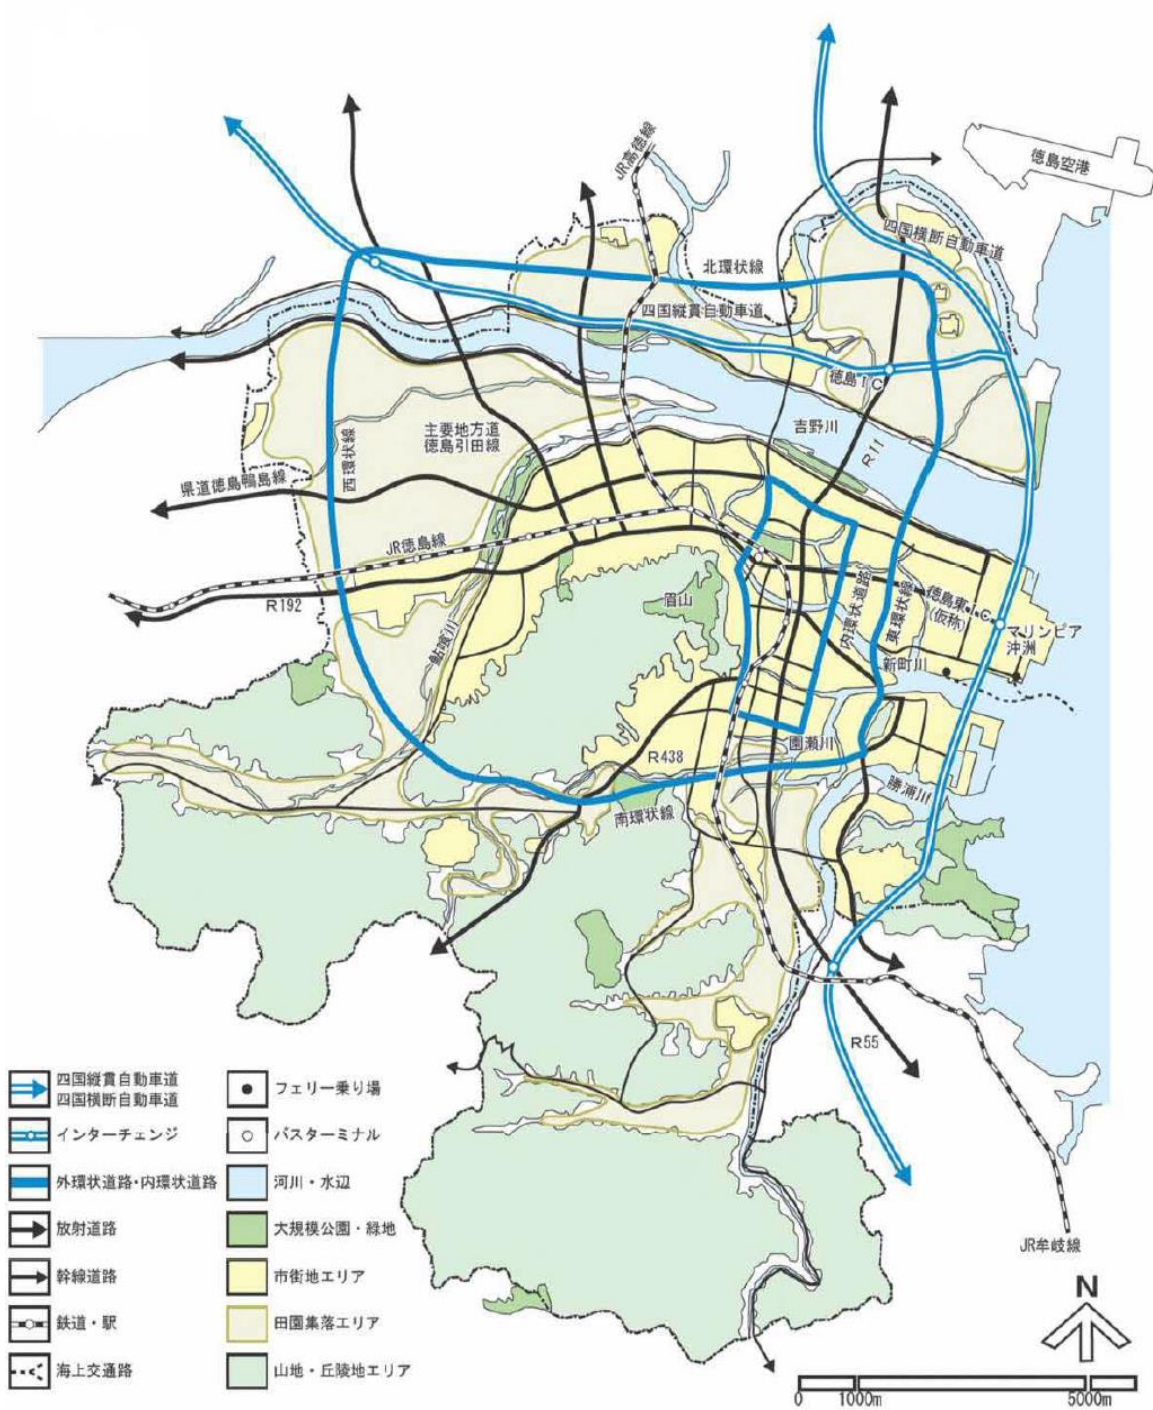 JR高徳線
徳島空港
四国横断自動車道
北環状線
四国縦貫自動車道
徳島IC
吉野川
R11
主要地方道
徳島引田線
西環状線
県道徳島鴨島線
JR徳島線
R192
鮎喰川
眉山
内環状道路
東環状線
徳島東IC
(仮称)
マリンピア
沖洲
新町川
園瀬川
R438
勝浦川
南環状線
R55
JR牟岐線
四国縦貫自動車道
四国横断自動車道
インターチェンジ
外環状道路・内環状道路
放射道路
幹線道路
鉄道・駅
海上交通路
フェリー乗り場
バスターミナル
河川・水辺
大規模公園・緑地
市街地エリア
田園集落エリア
山地・丘陵地エリア
N
0 1000m 5000m